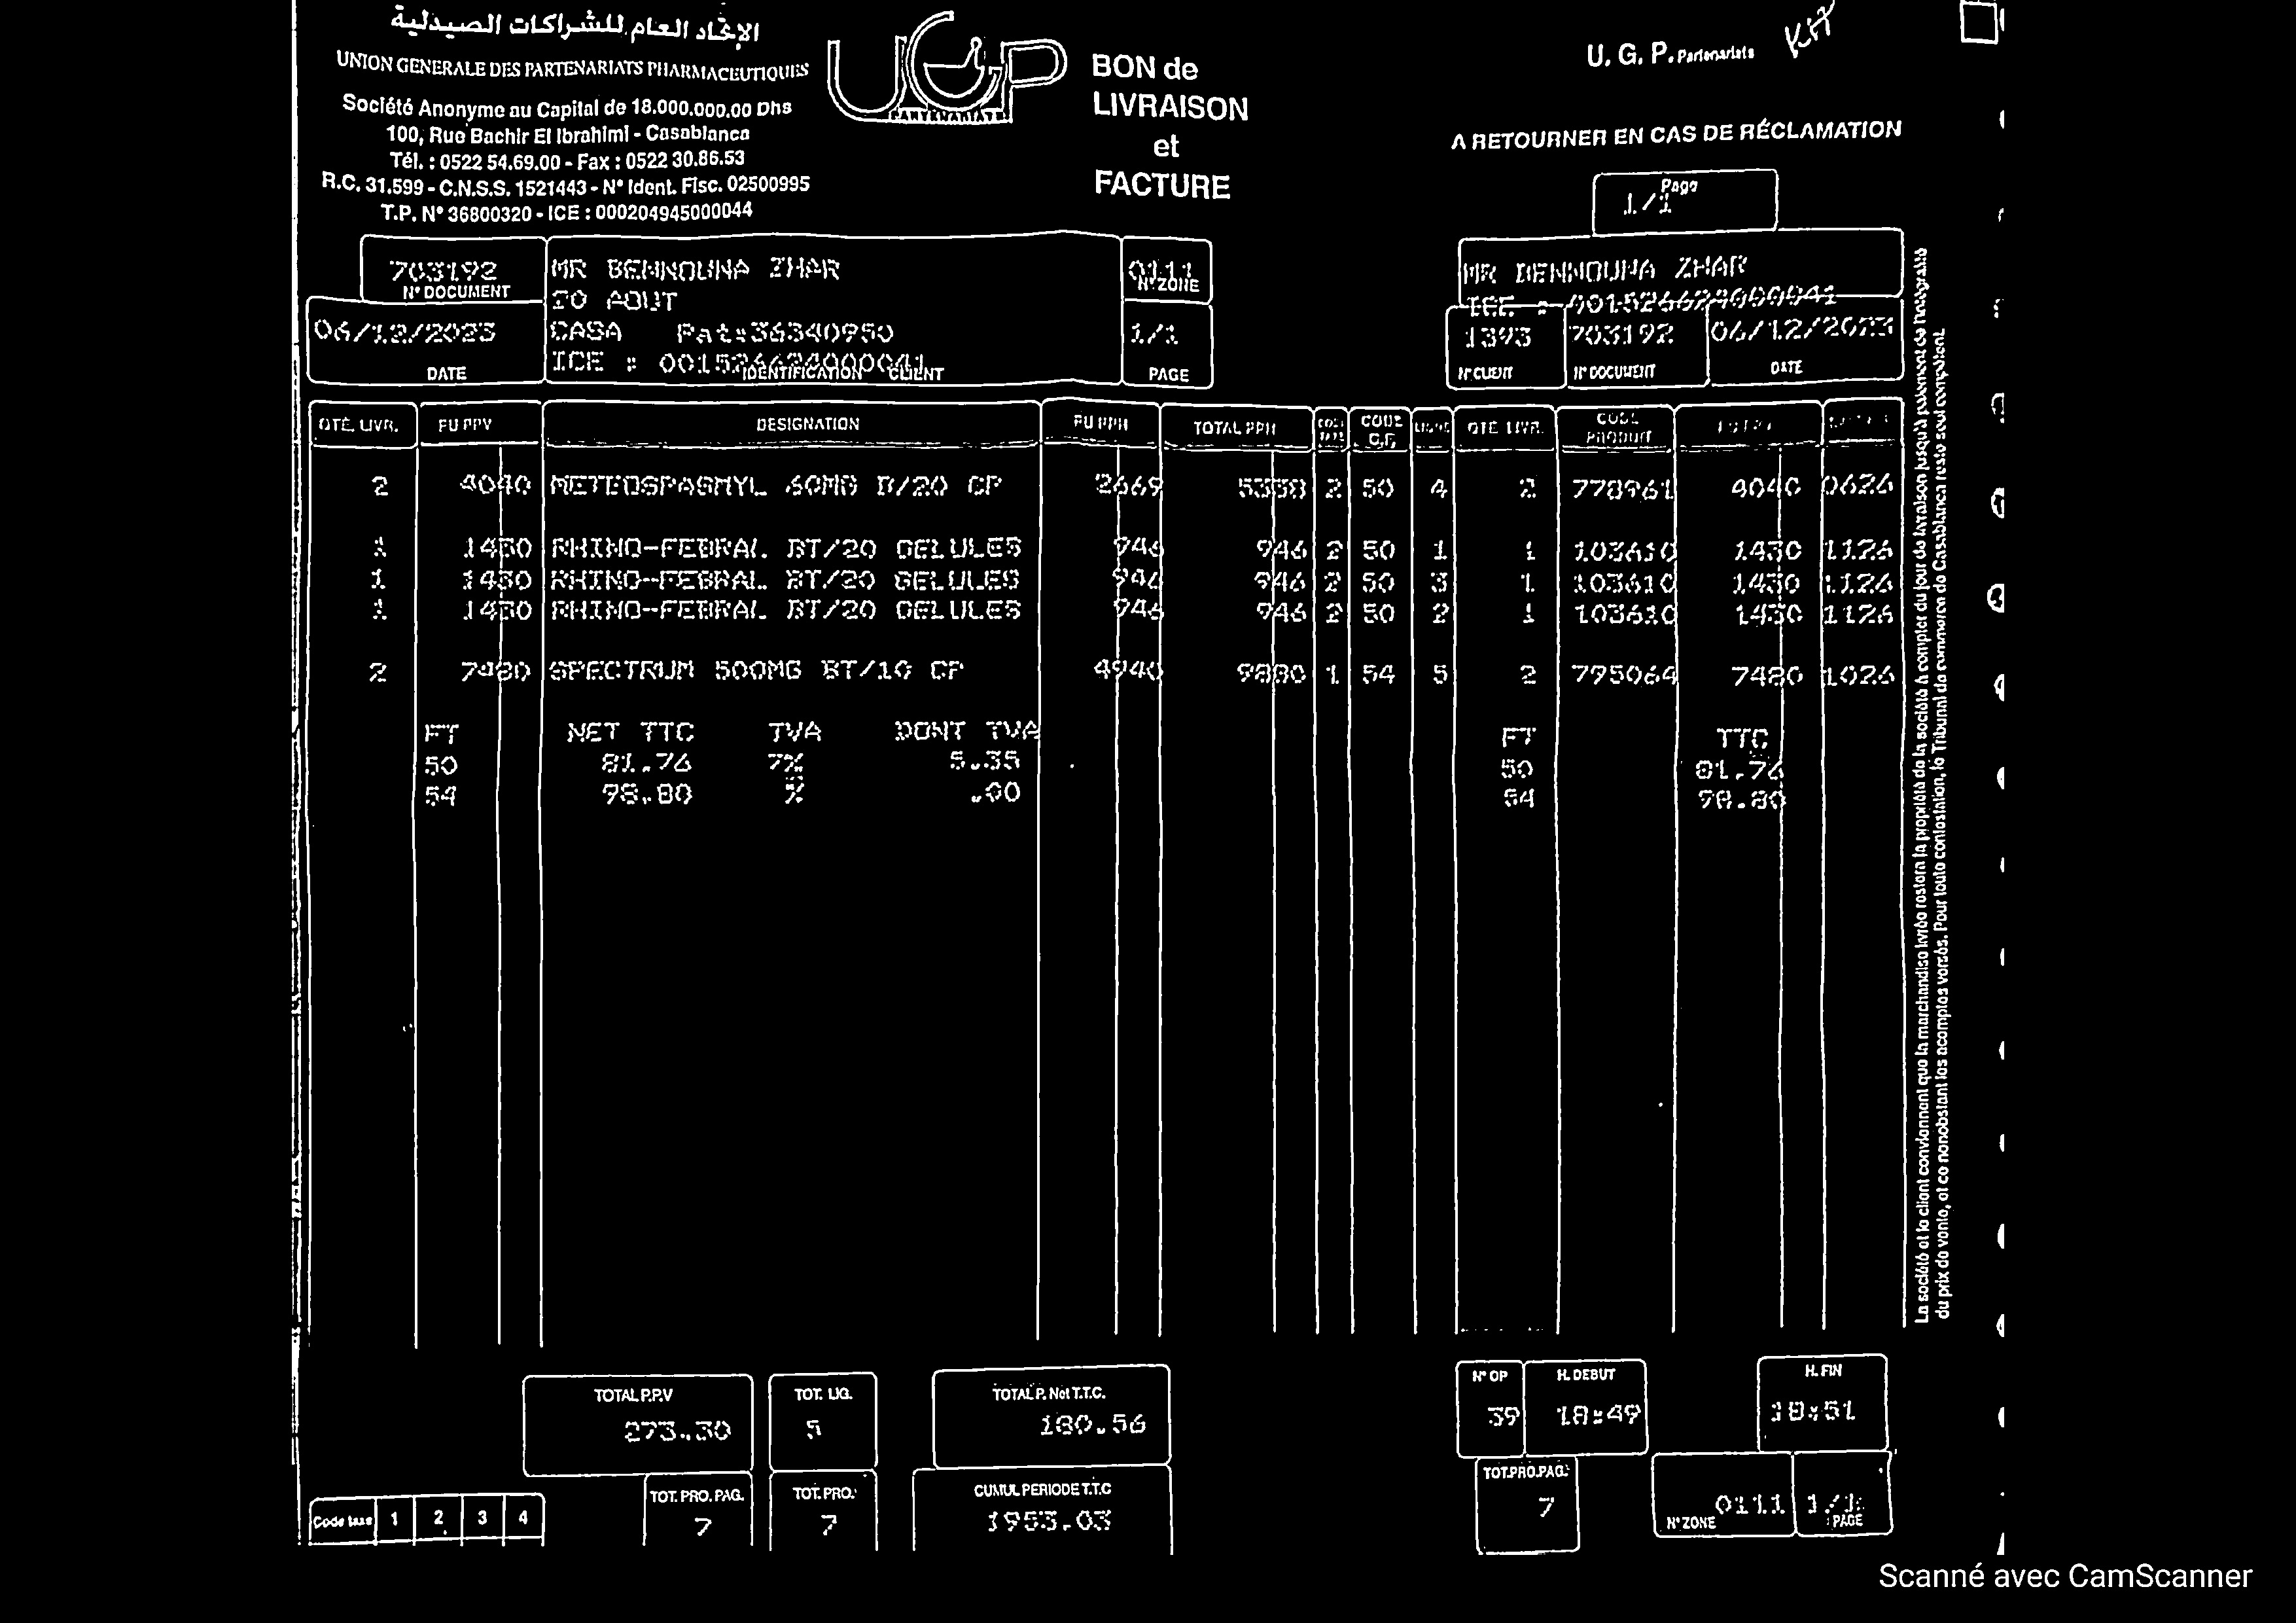 الإتحاد العام للشراكات الصيدلية
UNION GENERALE DES PARTENARIATS PHARMACEUTIQUES
Société Anonyme au Capital de 18.000.000.00 Dhs
100, Rue Bachir El Ibrahimi - Casablanca
Tél. : 0522 54.69.00 - Fax : 0522 30.86.53
R.C. 31.599 - C.N.S.S. 1521443 - N° Ident. Fisc. 02500995
T.P. N° 36800320 - ICE : 000204945000044
UGP
PARTENARIATS
BON de
LIVRAISON
et
FACTURE
U. G. P. Partenariats
A RETOURNER EN CAS DE RÉCLAMATION
Page
1/1
703192
N° DOCUMENT
06/12/2023
DATE
MR BENNOUNA ZHAR
20 AOUT
CASA Pat:36340950
ICE : 001526624000041
IDENTIFICATION CLIENT
0111
N° ZONE
1/1
PAGE
MR BENNOUNA ZHAR
ICE : 001526624000041
1393 703192 06/12/2023
N° CLIENT N° DOCUMENT DATE
QTÉ. LIVR. PU PPV DESIGNATION PU PPH TOTAL PPH CODE C.F. LIGNE QTÉ LIVR. CODE PRODUIT
2 4040 METEOSPASMYL 60MG B/20 CP 2669 5338 2 50 4 2 778961 4040 0626
1 1430 RHINO-FEBRAL BT/20 GELULES 946 946 2 50 1 1 103610 1430 1126
1 1430 RHINO-FEBRAL BT/20 GELULES 946 946 2 50 3 1 103610 1430 1126
1 1430 RHINO-FEBRAL BT/20 GELULES 946 946 2 50 2 1 103610 1430 1126
2 7480 SPECTRUM 500MG BT/10 CP 4940 9880 1 54 5 2 795064 7480 1026
FT NET TTC TVA DONT TVA FT TTC
50 81.76 7% 5.35 50 81.76
54 98.80 % .00 54 98.80
La société et le client conviennent que la marchandise livrée restera la propriété de la société à compter du jour de livraison jusqu'à paiement de l'intégralité
du prix de vente, et ce nonobstant les acomptes versés. Pour toute contestation, le Tribunal de commerce de Casablanca reste seul compétent.
TOTAL P.P.V
273.30
TOT. LIG.
5
TOTAL P. Net T.T.C.
180.56
N° OP
39
H. DEBUT
18:49
H. FIN
18:51
Code taxe 1 2 3 4
TOT. PRO. PAG.
7
TOT. PRO.
7
CUMUL PERIODE T.T.C
1953.03
TOT.PRO.PAG.
7
N° ZONE 0111
1/1
PAGE
Scanné avec CamScanner